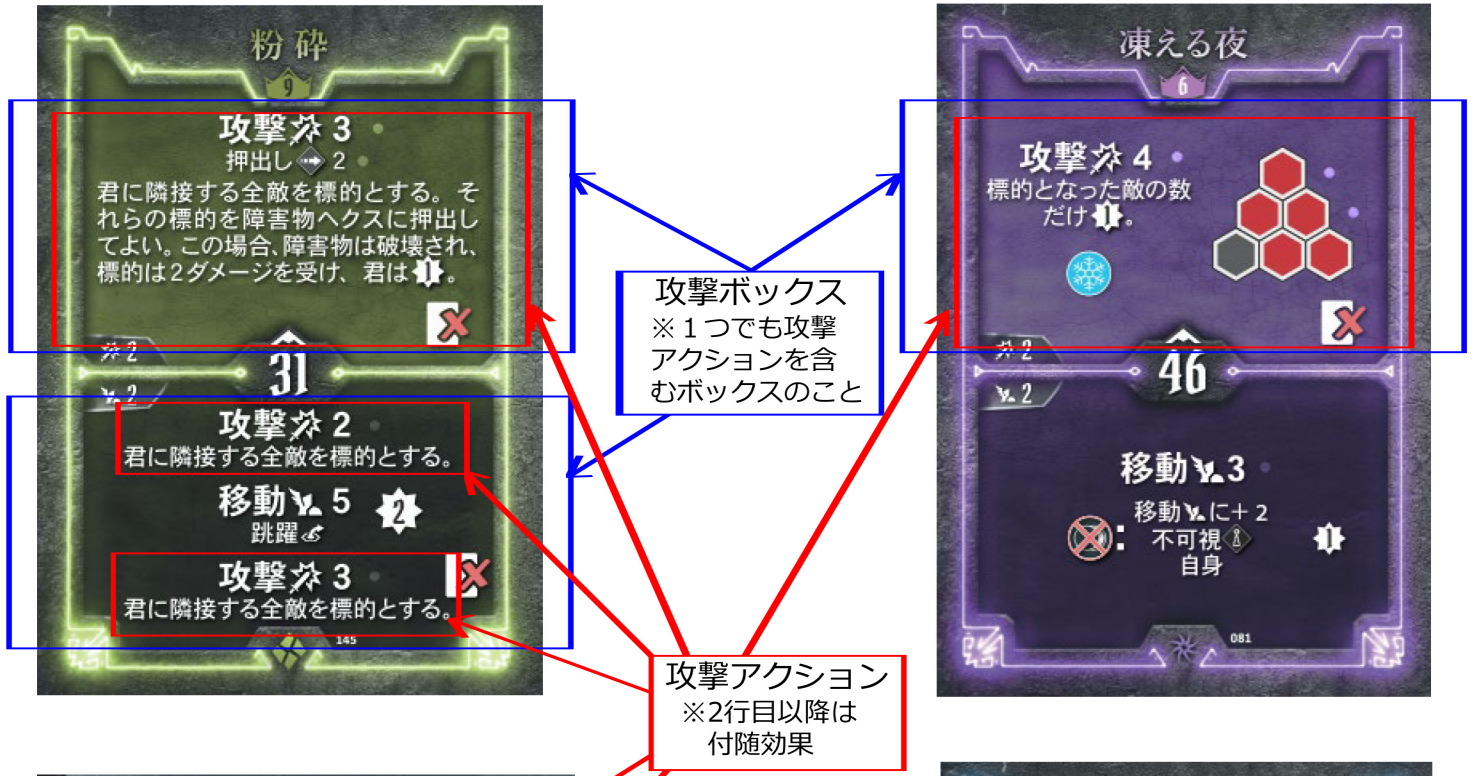 粉砕
9
攻撃 3
押出し 2
君に隣接する全敵を標的とする。そ
れらの標的を障害物ヘクスに押出し
てよい。この場合、障害物は破壊され、
標的は2ダメージを受け、君は 1 。
2
31
2
攻撃 2
君に隣接する全敵を標的とする。
移動 5
2
跳躍
攻撃 3
君に隣接する全敵を標的とする。
145
攻撃ボックス
※１つでも攻撃
アクションを含
むボックスのこと
攻撃アクション
※2行目以降は
付随効果
凍える夜
6
攻撃 4
標的となった敵の数
だけ 1 。
2
46
2
移動 3
: 移動 に＋2
不可視
1
自身
081